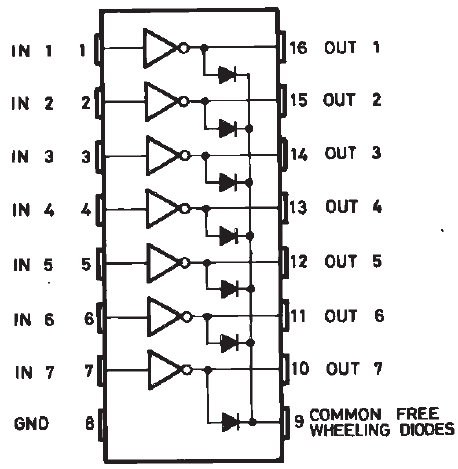 IN 1 1 16 OUT 1
IN 2 2 15 OUT 2
IN 3 3 14 OUT 3
IN 4 4 13 OUT 4
IN 5 5 12 OUT 5
IN 6 6 11 OUT 6
IN 7 7 10 OUT 7
GND 8 9 COMMON FREE
WHEELING DIODES